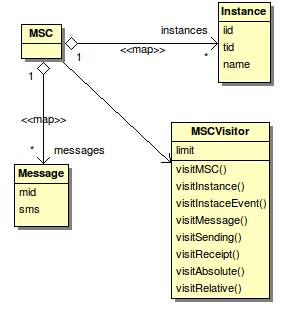 Instance
MSC
instances
iid
1
<<map>>
*
tid
name
1
<<map>>
*
messages
MSCVisitor
limit
Message
visitMSC()
mid
visitInstance()
sms
visitInstaceEvent()
visitMessage()
visitSending()
visitReceipt()
visitAbsolute()
visitRelative()